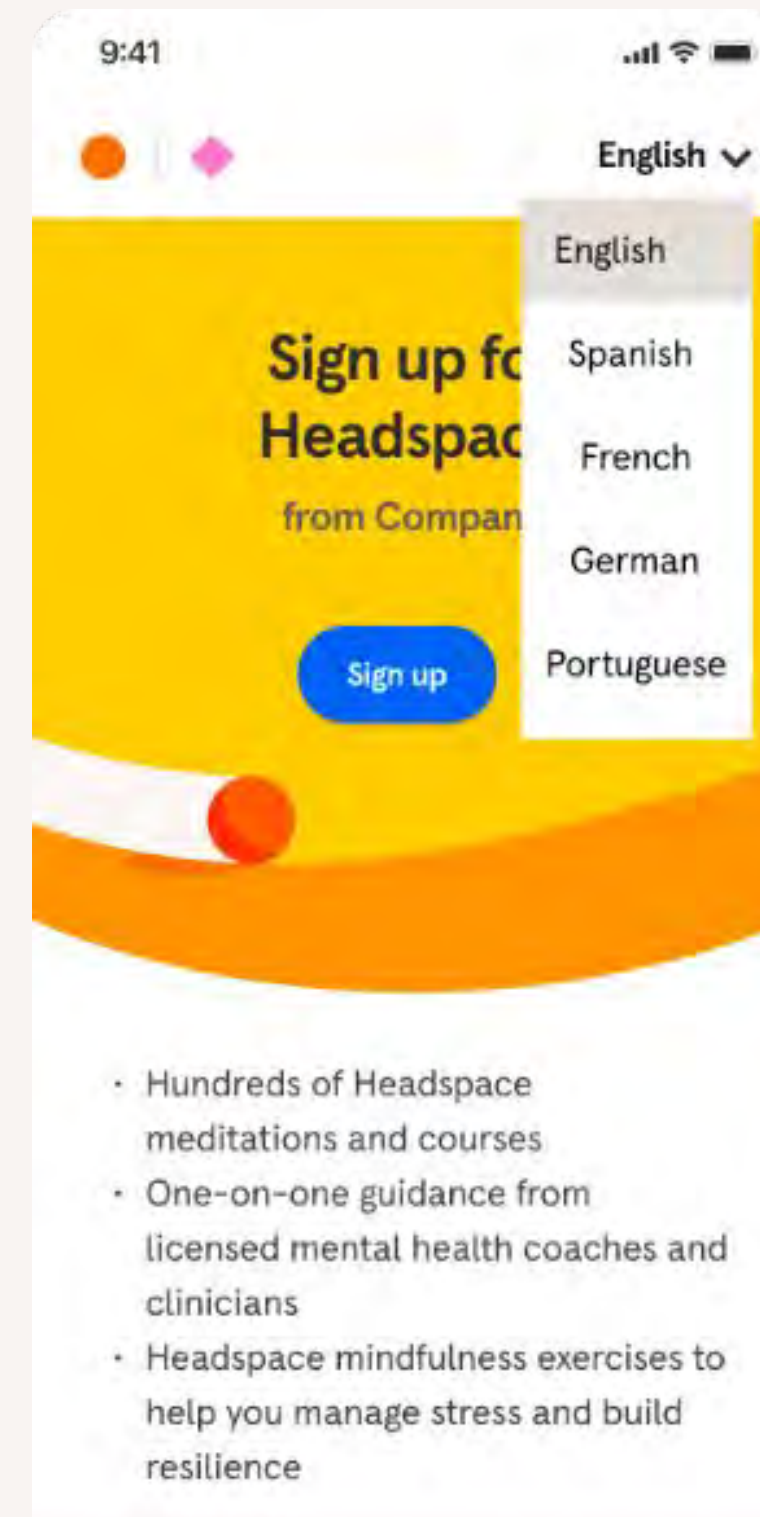 9:41
English
English
Spanish
French
German
Portuguese
Sign up fo
Headspac
from Compan
Sign up
· Hundreds of Headspace
meditations and courses
· One-on-one guidance from
licensed mental health coaches and
clinicians
· Headspace mindfulness exercises to
help you manage stress and build
resilience